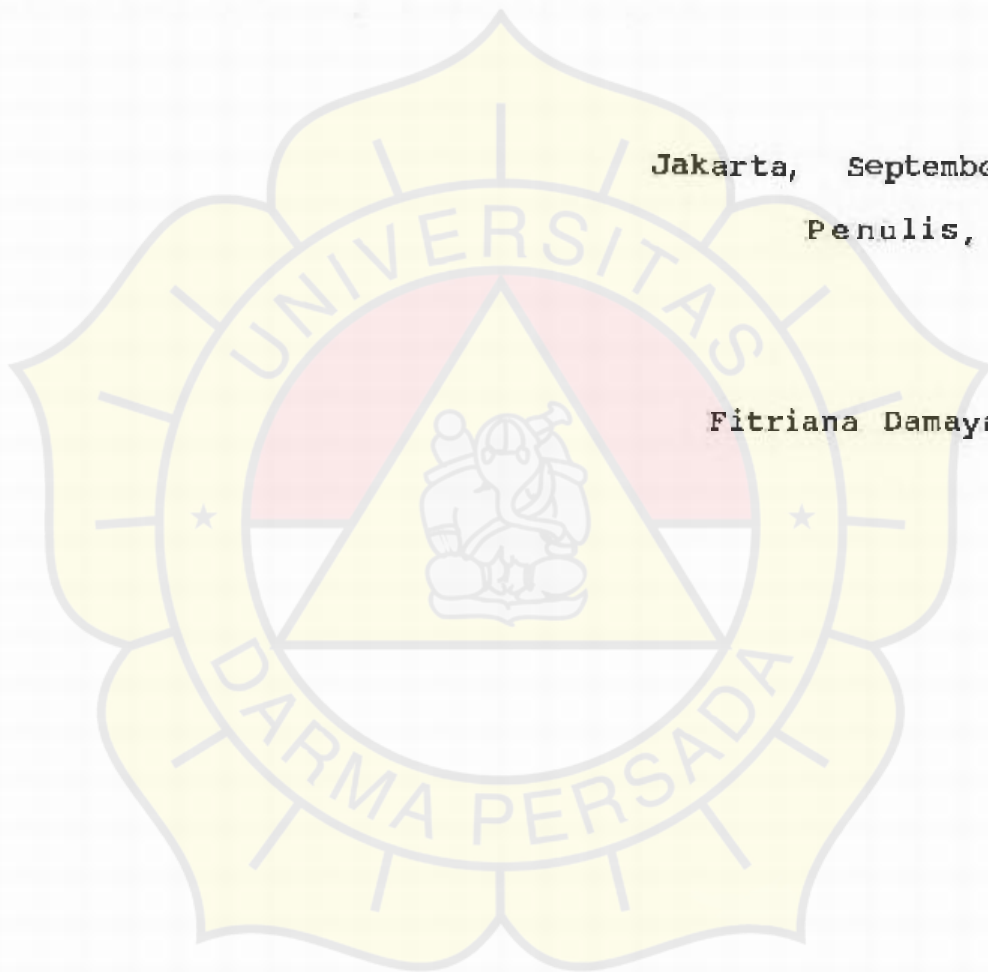 Jakarta, Septembe
Penulis,
UNIVERSITAS
Fitriana Damaya
DARMA PERSADA